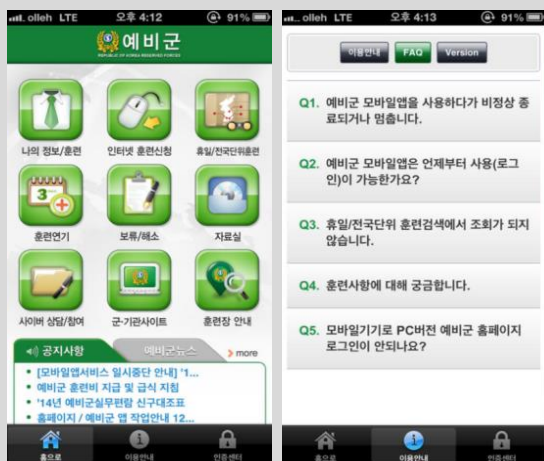 olleh LTE 오후 4:12 91%
예비군
REPUBLIC OF KOREA RESERVED FORCES
나의 정보/훈련
인터넷 훈련신청
휴일/전국단위훈련
훈련연기
보류/해소
자료실
사이버 상담/참여
군·기관사이트
훈련장 안내
공지사항
예비군뉴스
more
• [모바일앱서비스 일시중단 안내] '1...
• 예비군 훈련비 지급 및 급식 지침
• '14년 예비군실무편람 신구대조표
• 홈페이지 / 예비군 앱 작업안내 12...
홈으로
이용안내
인증센터
olleh LTE 오후 4:13 91%
이용안내
FAQ
Version
Q1. 예비군 모바일앱을 사용하다가 비정상 종
료되거나 멈춥니다.
Q2. 예비군 모바일앱은 언제부터 사용(로그
인)이 가능한가요?
Q3. 휴일/전국단위 훈련검색에서 조회가 되지
않습니다.
Q4. 훈련사항에 대해 궁금합니다.
Q5. 모바일기기로 PC버전 예비군 홈페이지
로그인이 안되나요?
홈으로
이용안내
인증센터